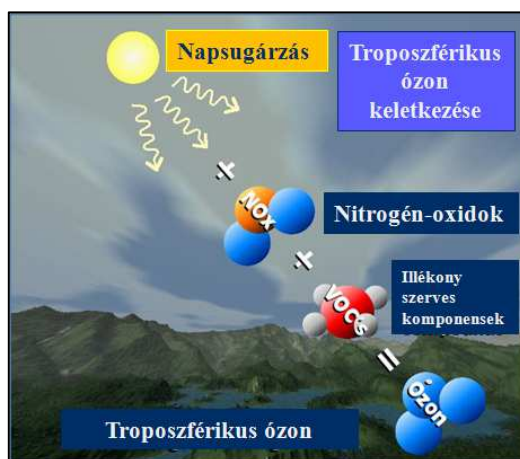 Napsugárzás
Troposzférikus
ózon
keletkezése
+
NOx
Nitrogén-oxidok
+
VOCs
Illékony
szerves
komponensek
=
Ózon
Troposzférikus ózon